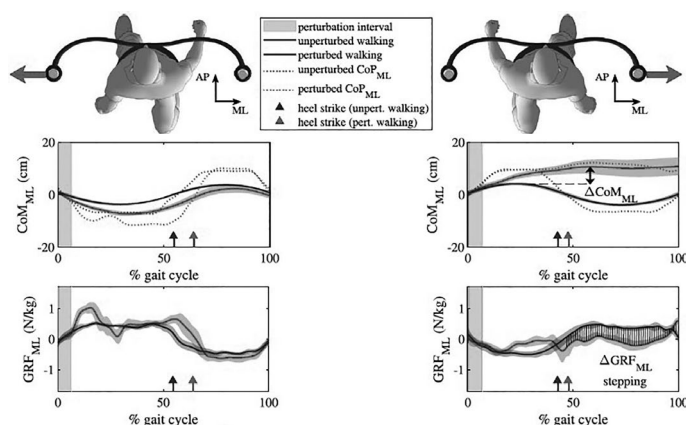 AP
ML
perturbation interval
unperturbed walking
perturbed walking
unperturbed CoP_ML
perturbed CoP_ML
heel strike (unpert. walking)
heel strike (pert. walking)
AP
ML
20
0
-20
CoM_ML (cm)
0
50
100
% gait cycle
20
0
-20
CoM_ML (cm)
ΔCoM_ML
0
50
100
% gait cycle
1
0
-1
GRF_ML (N/kg)
0
50
100
% gait cycle
1
0
-1
GRF_ML (N/kg)
ΔGRF_ML
stepping
0
50
100
% gait cycle